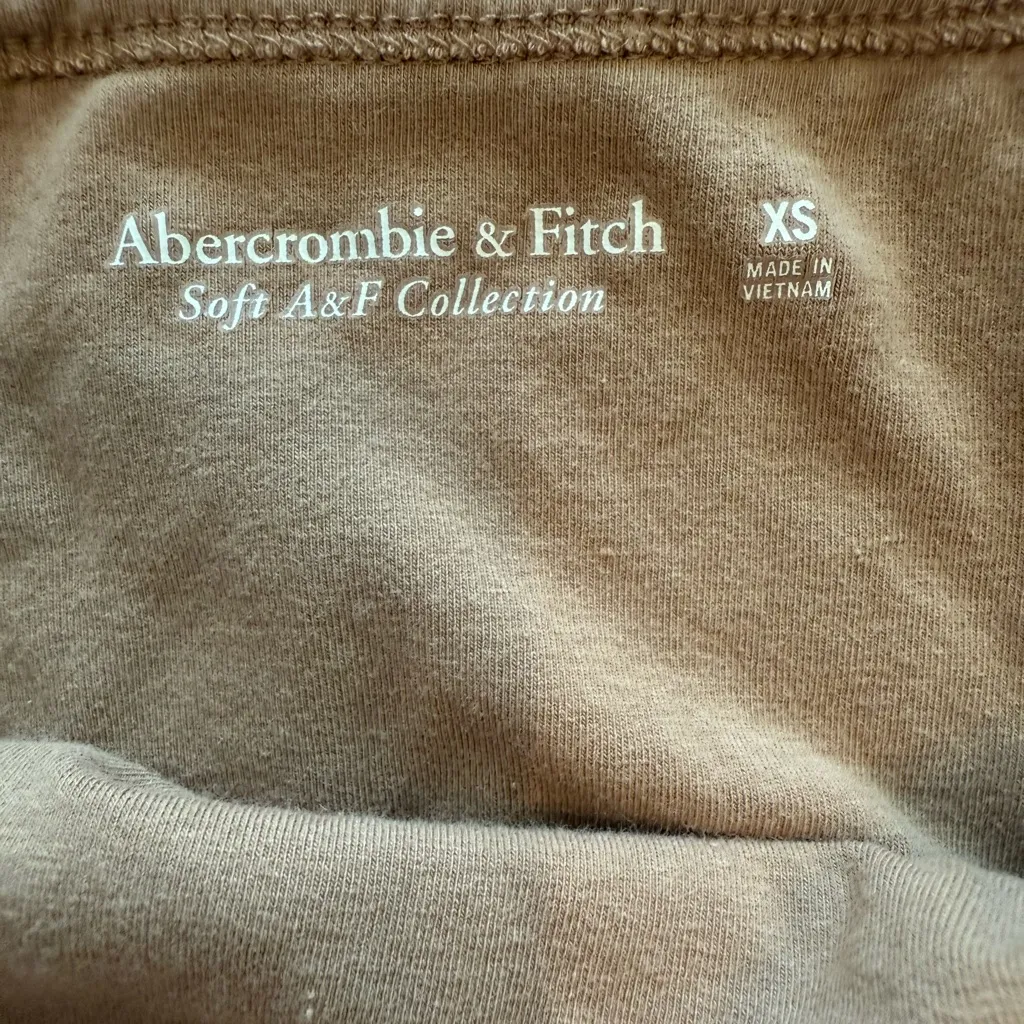 Abercrombie & Fitch
Soft A&F Collection
XS
MADE IN
VIETNAM